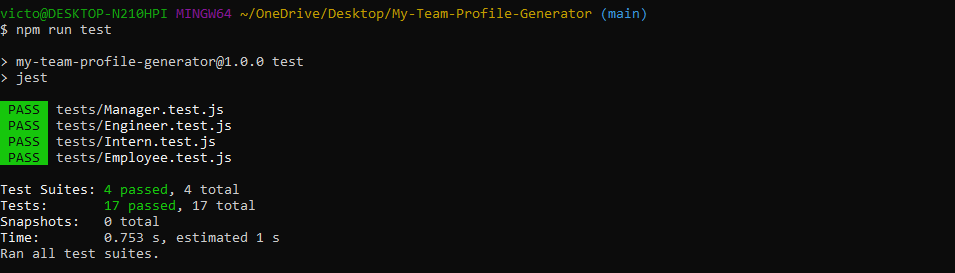 victo@DESKTOP-N210HPI MINGW64 ~/OneDrive/Desktop/My-Team-Profile-Generator (main)
$ npm run test
> my-team-profile-generator@1.0.0 test
> jest
PASS tests/Manager.test.js
PASS tests/Engineer.test.js
PASS tests/Intern.test.js
PASS tests/Employee.test.js
Test Suites: 4 passed, 4 total
Tests:       17 passed, 17 total
Snapshots:   0 total
Time:        0.753 s, estimated 1 s
Ran all test suites.